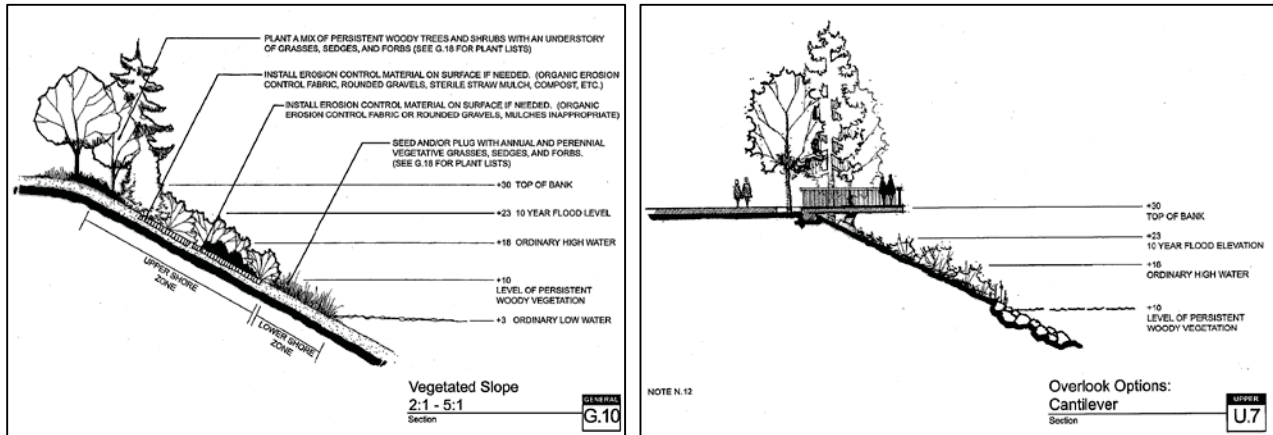 PLANT A MIX OF PERSISTENT WOODY TREES AND SHRUBS WITH AN UNDERSTORY
OF GRASSES, SEDGES, AND FORBS (SEE G.18 FOR PLANT LISTS)
INSTALL EROSION CONTROL MATERIAL ON SURFACE IF NEEDED. (ORGANIC EROSION
CONTROL FABRIC, ROUNDED GRAVELS, STERILE STRAW MULCH, COMPOST, ETC.)
INSTALL EROSION CONTROL MATERIAL ON SURFACE IF NEEDED. (ORGANIC
EROSION CONTROL FABRIC OR ROUNDED GRAVELS, MULCHES INAPPROPRIATE)
SEED AND/OR PLUG WITH ANNUAL AND PERENNIAL
VEGETATIVE GRASSES, SEDGES, AND FORBS.
(SEE G.18 FOR PLANT LISTS)
+30 TOP OF BANK
+23 10 YEAR FLOOD LEVEL
+18 ORDINARY HIGH WATER
+10
LEVEL OF PERSISTENT
WOODY VEGETATION
+3 ORDINARY LOW WATER
UPPER SHORE
ZONE
LOWER SHORE
ZONE
Vegetated Slope
2:1 - 5:1
Section
GENERAL
G.10
+30
TOP OF BANK
+23
10 YEAR FLOOD ELEVATION
+18
ORDINARY HIGH WATER
+10
LEVEL OF PERSISTENT
WOODY VEGETATION
NOTE N.12
Overlook Options:
Cantilever
Section
UPPER
U.7